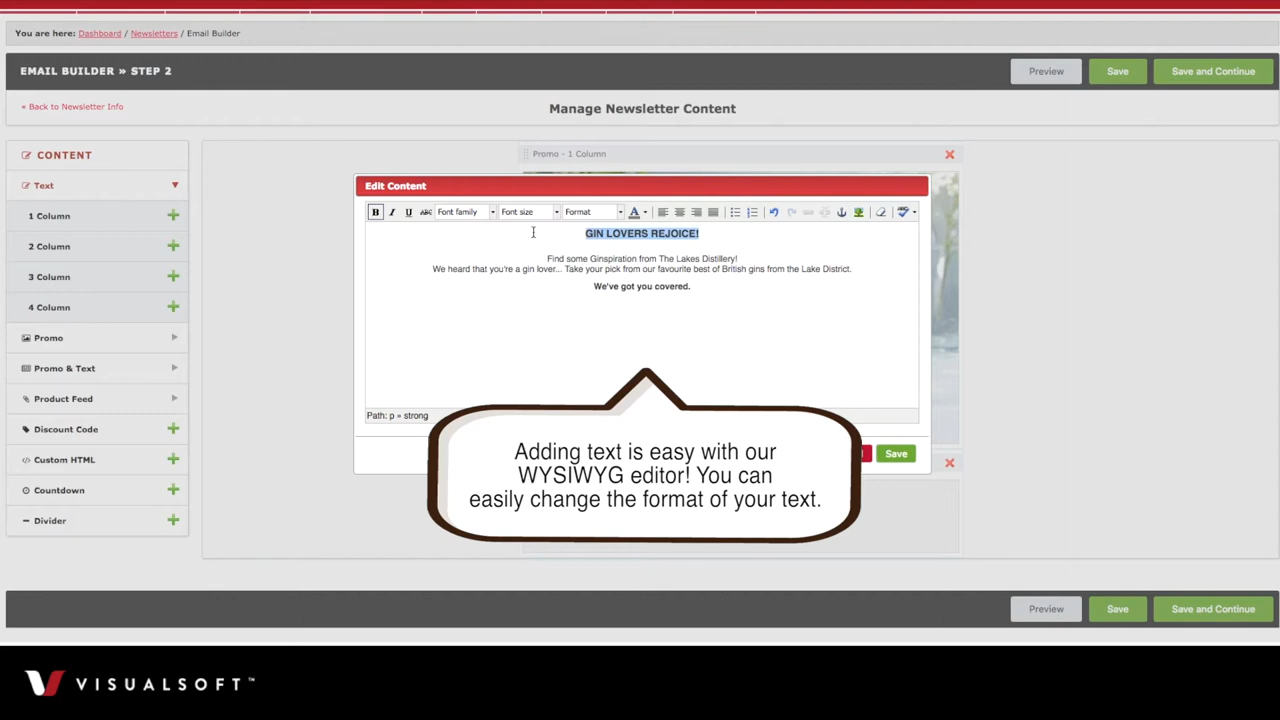 You are here: Dashboard / Newsletters / Email Builder
EMAIL BUILDER » STEP 2
Preview
Save
Save and Continue
« Back to Newsletter Info
Manage Newsletter Content
CONTENT
Text
1 Column
2 Column
3 Column
4 Column
Promo
Promo & Text
Product Feed
Discount Code
Custom HTML
Countdown
Divider
Promo - 1 Column
Edit Content
B I U ABC Font family Font size Format A ABC
GIN LOVERS REJOICE!
Find some Ginspiration from The Lakes Distillery!
We heard that you're a gin lover... Take your pick from our favourite best of British gins from the Lake District.
We've got you covered.
Path: p » strong
Save
Adding text is easy with our
WYSIWYG editor! You can
easily change the format of your text.
Preview
Save
Save and Continue
VISUALSOFT™